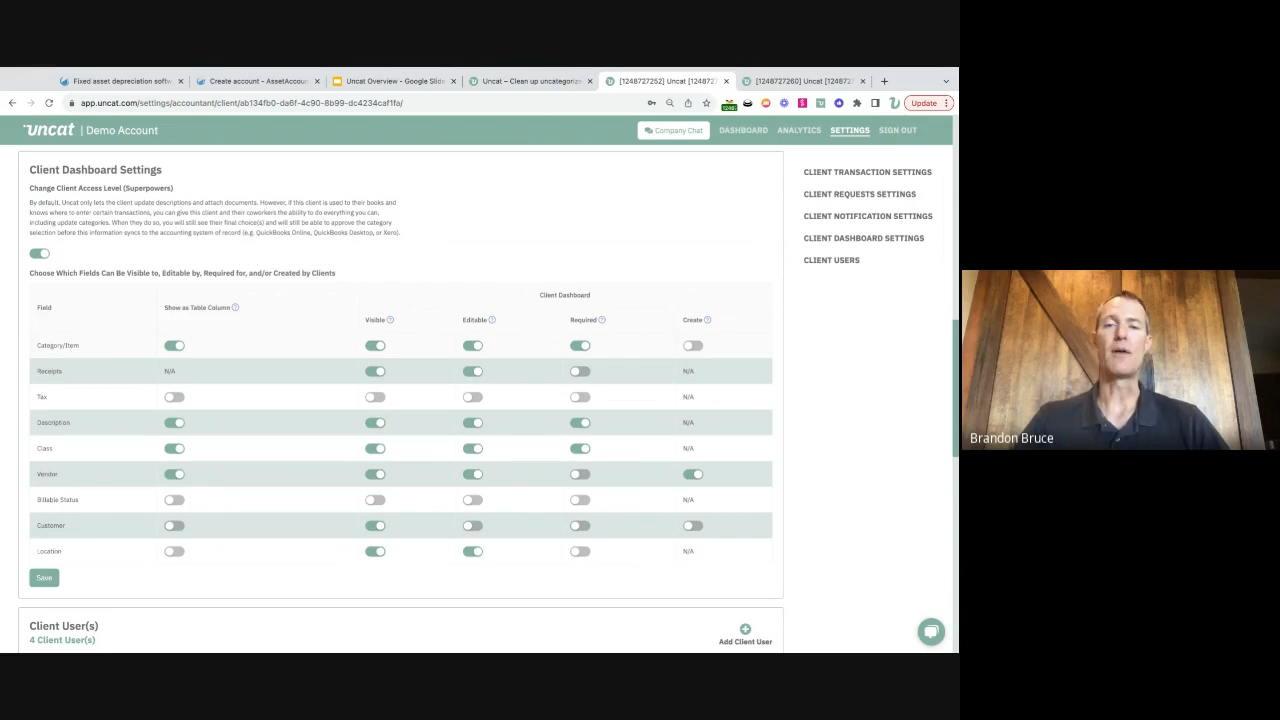 Fixed asset depreciation softw
Create account – AssetAccoun
Uncat Overview - Google Slide
Uncat – Clean up uncategorize
[1248727252] Uncat [124872
[1248727260] Uncat [12487
app.uncat.com/settings/accountant/client/ab134fb0-da6f-4c90-8b99-dc4234caf1fa/
Update
uncat | Demo Account
Company Chat
DASHBOARD
ANALYTICS
SETTINGS
SIGN OUT
Client Dashboard Settings
Change Client Access Level (Superpowers)
By default, Uncat only lets the client update descriptions and attach documents. However, if this client is used to their books and
knows where to enter certain transactions, you can give this client and their coworkers the ability to do everything you can,
including update categories. When they do so, you will still see their final choice(s) and will still be able to approve the category
selection before this information syncs to the accounting system of record (e.g. QuickBooks Online, QuickBooks Desktop, or Xero).
Choose Which Fields Can Be Visible to, Editable by, Required for, and/or Created by Clients
Field
Show as Table Column
Client Dashboard
Visible
Editable
Required
Create
Category/Item
Receipts N/A N/A
Tax N/A
Description N/A
Class N/A
Vendor
Billable Status N/A
Customer
Location N/A
Save
Client User(s)
4 Client User(s)
Add Client User
CLIENT TRANSACTION SETTINGS
CLIENT REQUESTS SETTINGS
CLIENT NOTIFICATION SETTINGS
CLIENT DASHBOARD SETTINGS
CLIENT USERS
Brandon Bruce